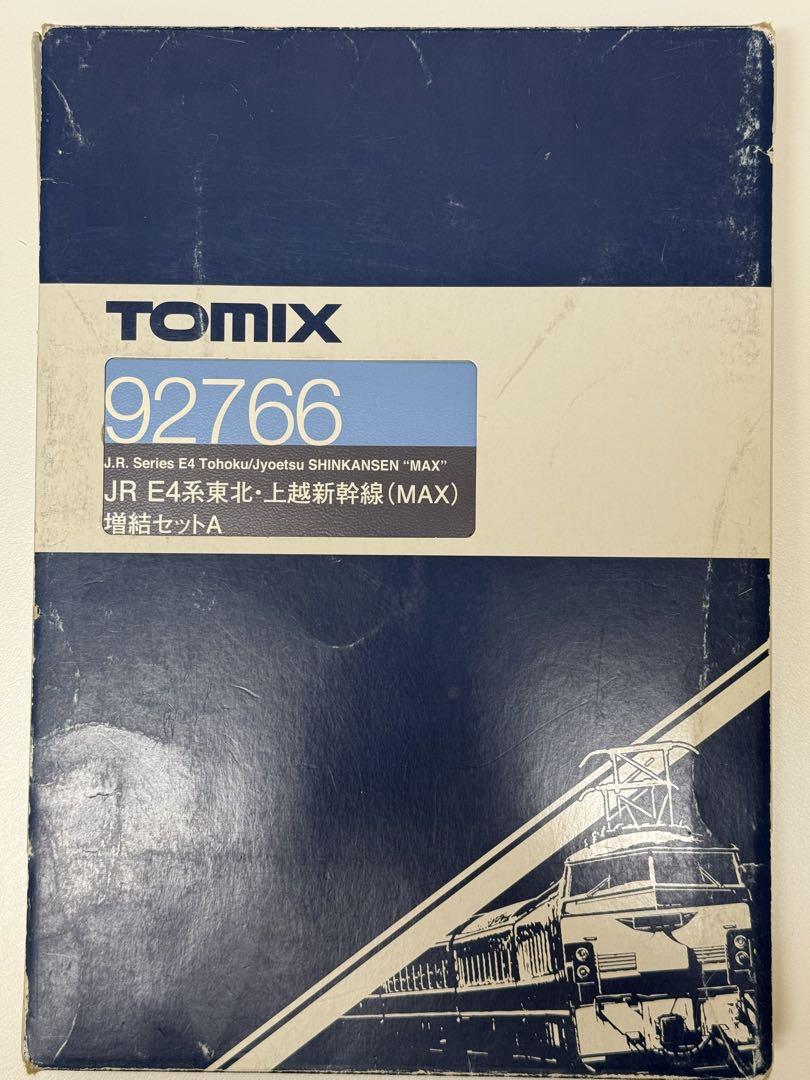 TOMIX
92766
J.R. Series E4 Tohoku/Jyoetsu SHINKANSEN “MAX”
JR E4系東北・上越新幹線（MAX）
増結セットA